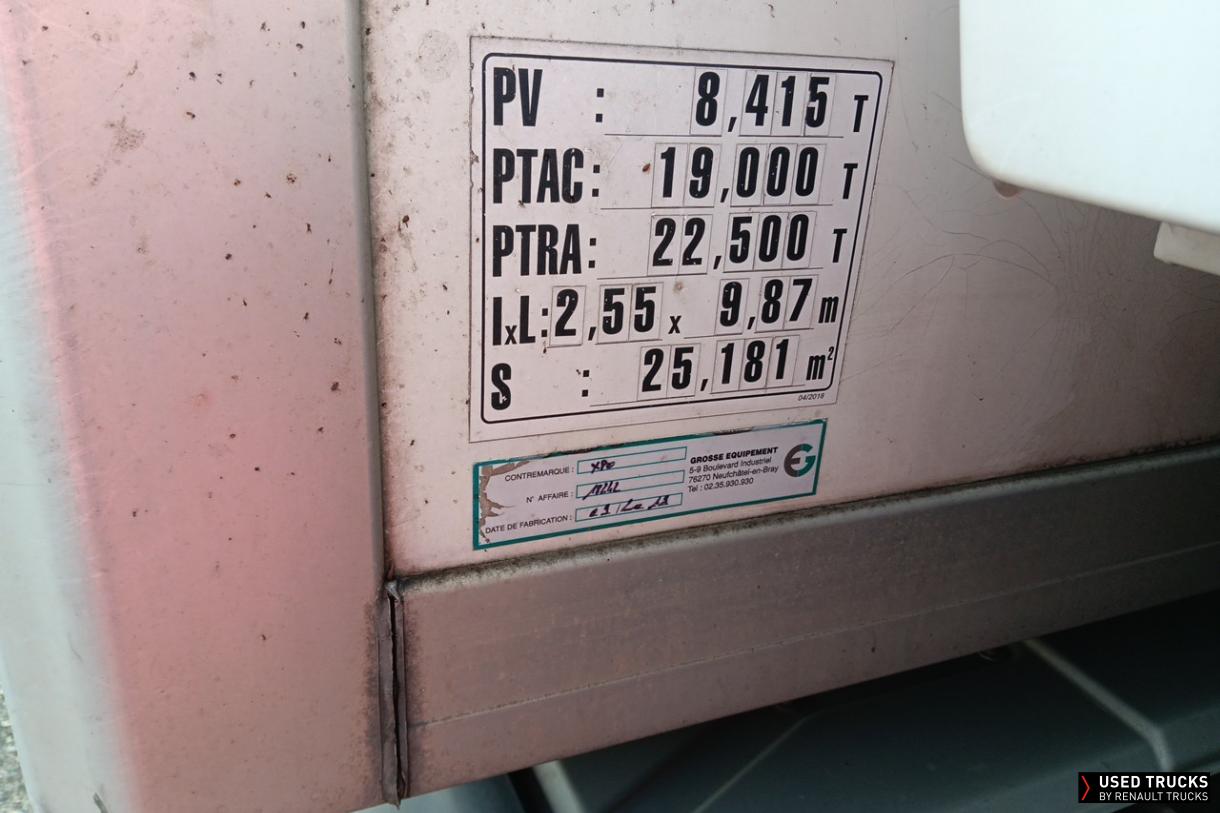 PV : 8,415 T
PTAC: 19,000 T
PTRA: 22,500 T
lxL: 2,55 x 9,87 m
S : 25,181 m²
04/2018
CONTREMARQUE : XPO
N° AFFAIRE :
DATE DE FABRICATION :
GROSSE EQUIPEMENT
5-9 Boulevard Industriel
76270 Neufchâtel-en-Bray
Tel : 02.35.930.930
EG
USED TRUCKS
BY RENAULT TRUCKS